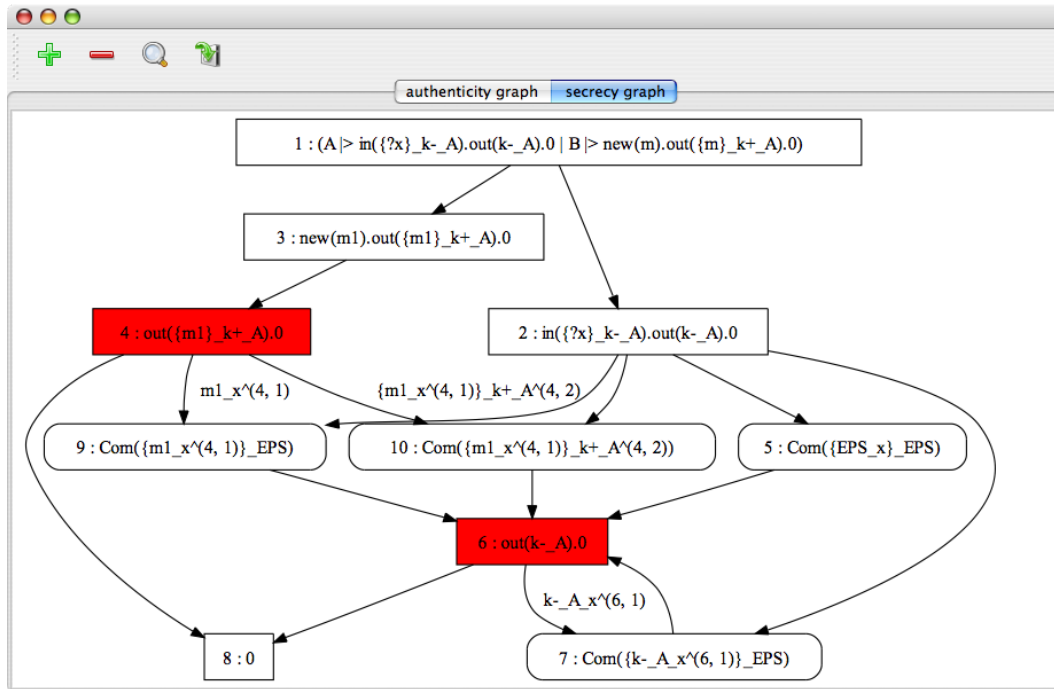 authenticity graph
secrecy graph
1 : (A |> in({?x}_k-_A).out(k-_A).0 | B |> new(m).out({m}_k+_A).0)
3 : new(m1).out({m1}_k+_A).0
4 : out({m1}_k+_A).0
2 : in({?x}_k-_A).out(k-_A).0
m1_x^(4, 1)
{m1_x^(4, 1)}_k+_A^(4, 2)
9 : Com({m1_x^(4, 1)}_EPS)
10 : Com({m1_x^(4, 1)}_k+_A^(4, 2))
5 : Com({EPS_x}_EPS)
6 : out(k-_A).0
k-_A_x^(6, 1)
8 : 0
7 : Com({k-_A_x^(6, 1)}_EPS)